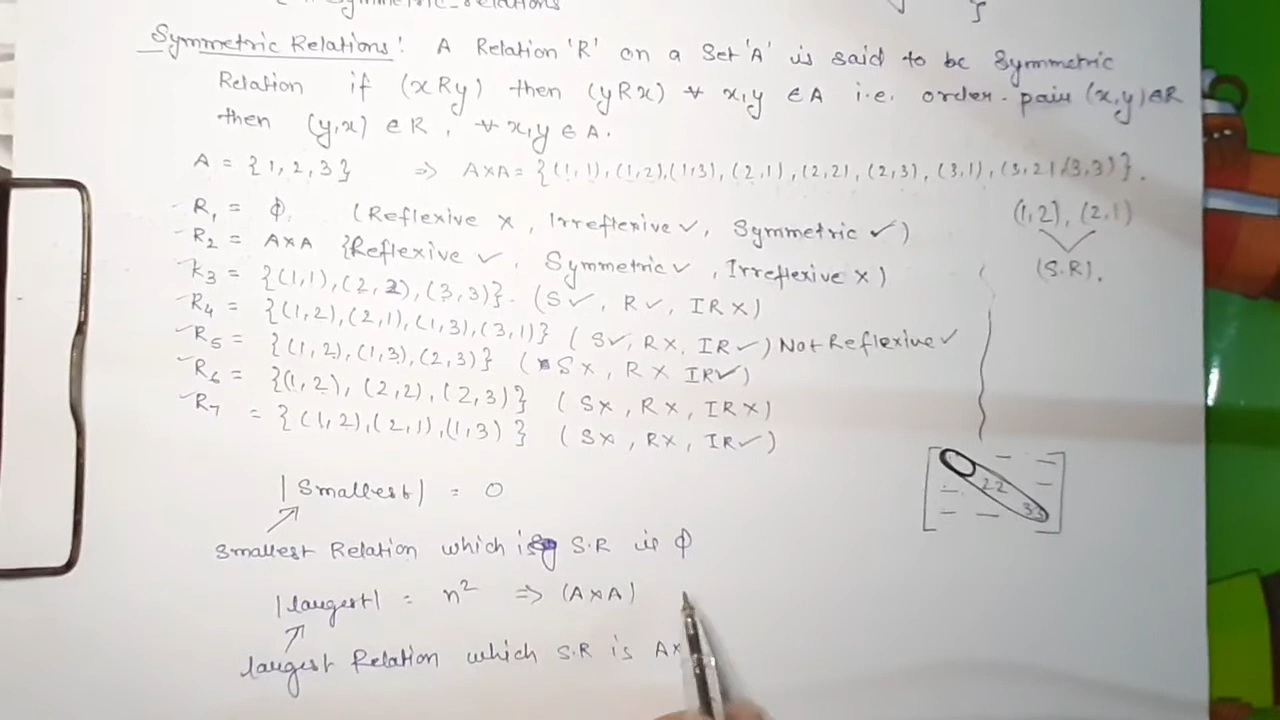 Symmetric Relations
Symmetric Relations: A Relation 'R' on a Set 'A' is said to be Symmetric
Relation if (xRy) then (yRx) ∀ x,y ∈A i.e. order-pair (x,y)∈R
then (y,x) ∈R, ∀ x,y ∈ A.
A = {1,2,3} ⇒ A×A = {(1,1),(1,2),(1,3),(2,1),(2,2),(2,3),(3,1),(3,2)(3,3)}.
R1 = ϕ. (Reflexive ×, Irreflexive ✓, Symmetric ✓)
(1,2), (2,1)
R2 = A×A {Reflexive ✓, Symmetric ✓, Irreflexive ×)
(S.R).
R3 = {(1,1),(2,2),(3,3)}. (S✓, R✓, IR×)
R4 = {(1,2),(2,1),(1,3),(3,1)} (S✓, R×, IR✓) Not Reflexive ✓
R5 = {(1,2),(1,3),(2,3)} (S×, R× IR✓)
R6 = {(1,2), (2,2), (2,3)} (S×, R×, IR×)
R7 = {(1,2),(2,1),(1,3)} (S×, R×, IR✓)
22
33
|Smallest| = 0
Smallest Relation which is S.R is ϕ
|largest| = n² ⇒ (A×A)
largest Relation which S.R is A×